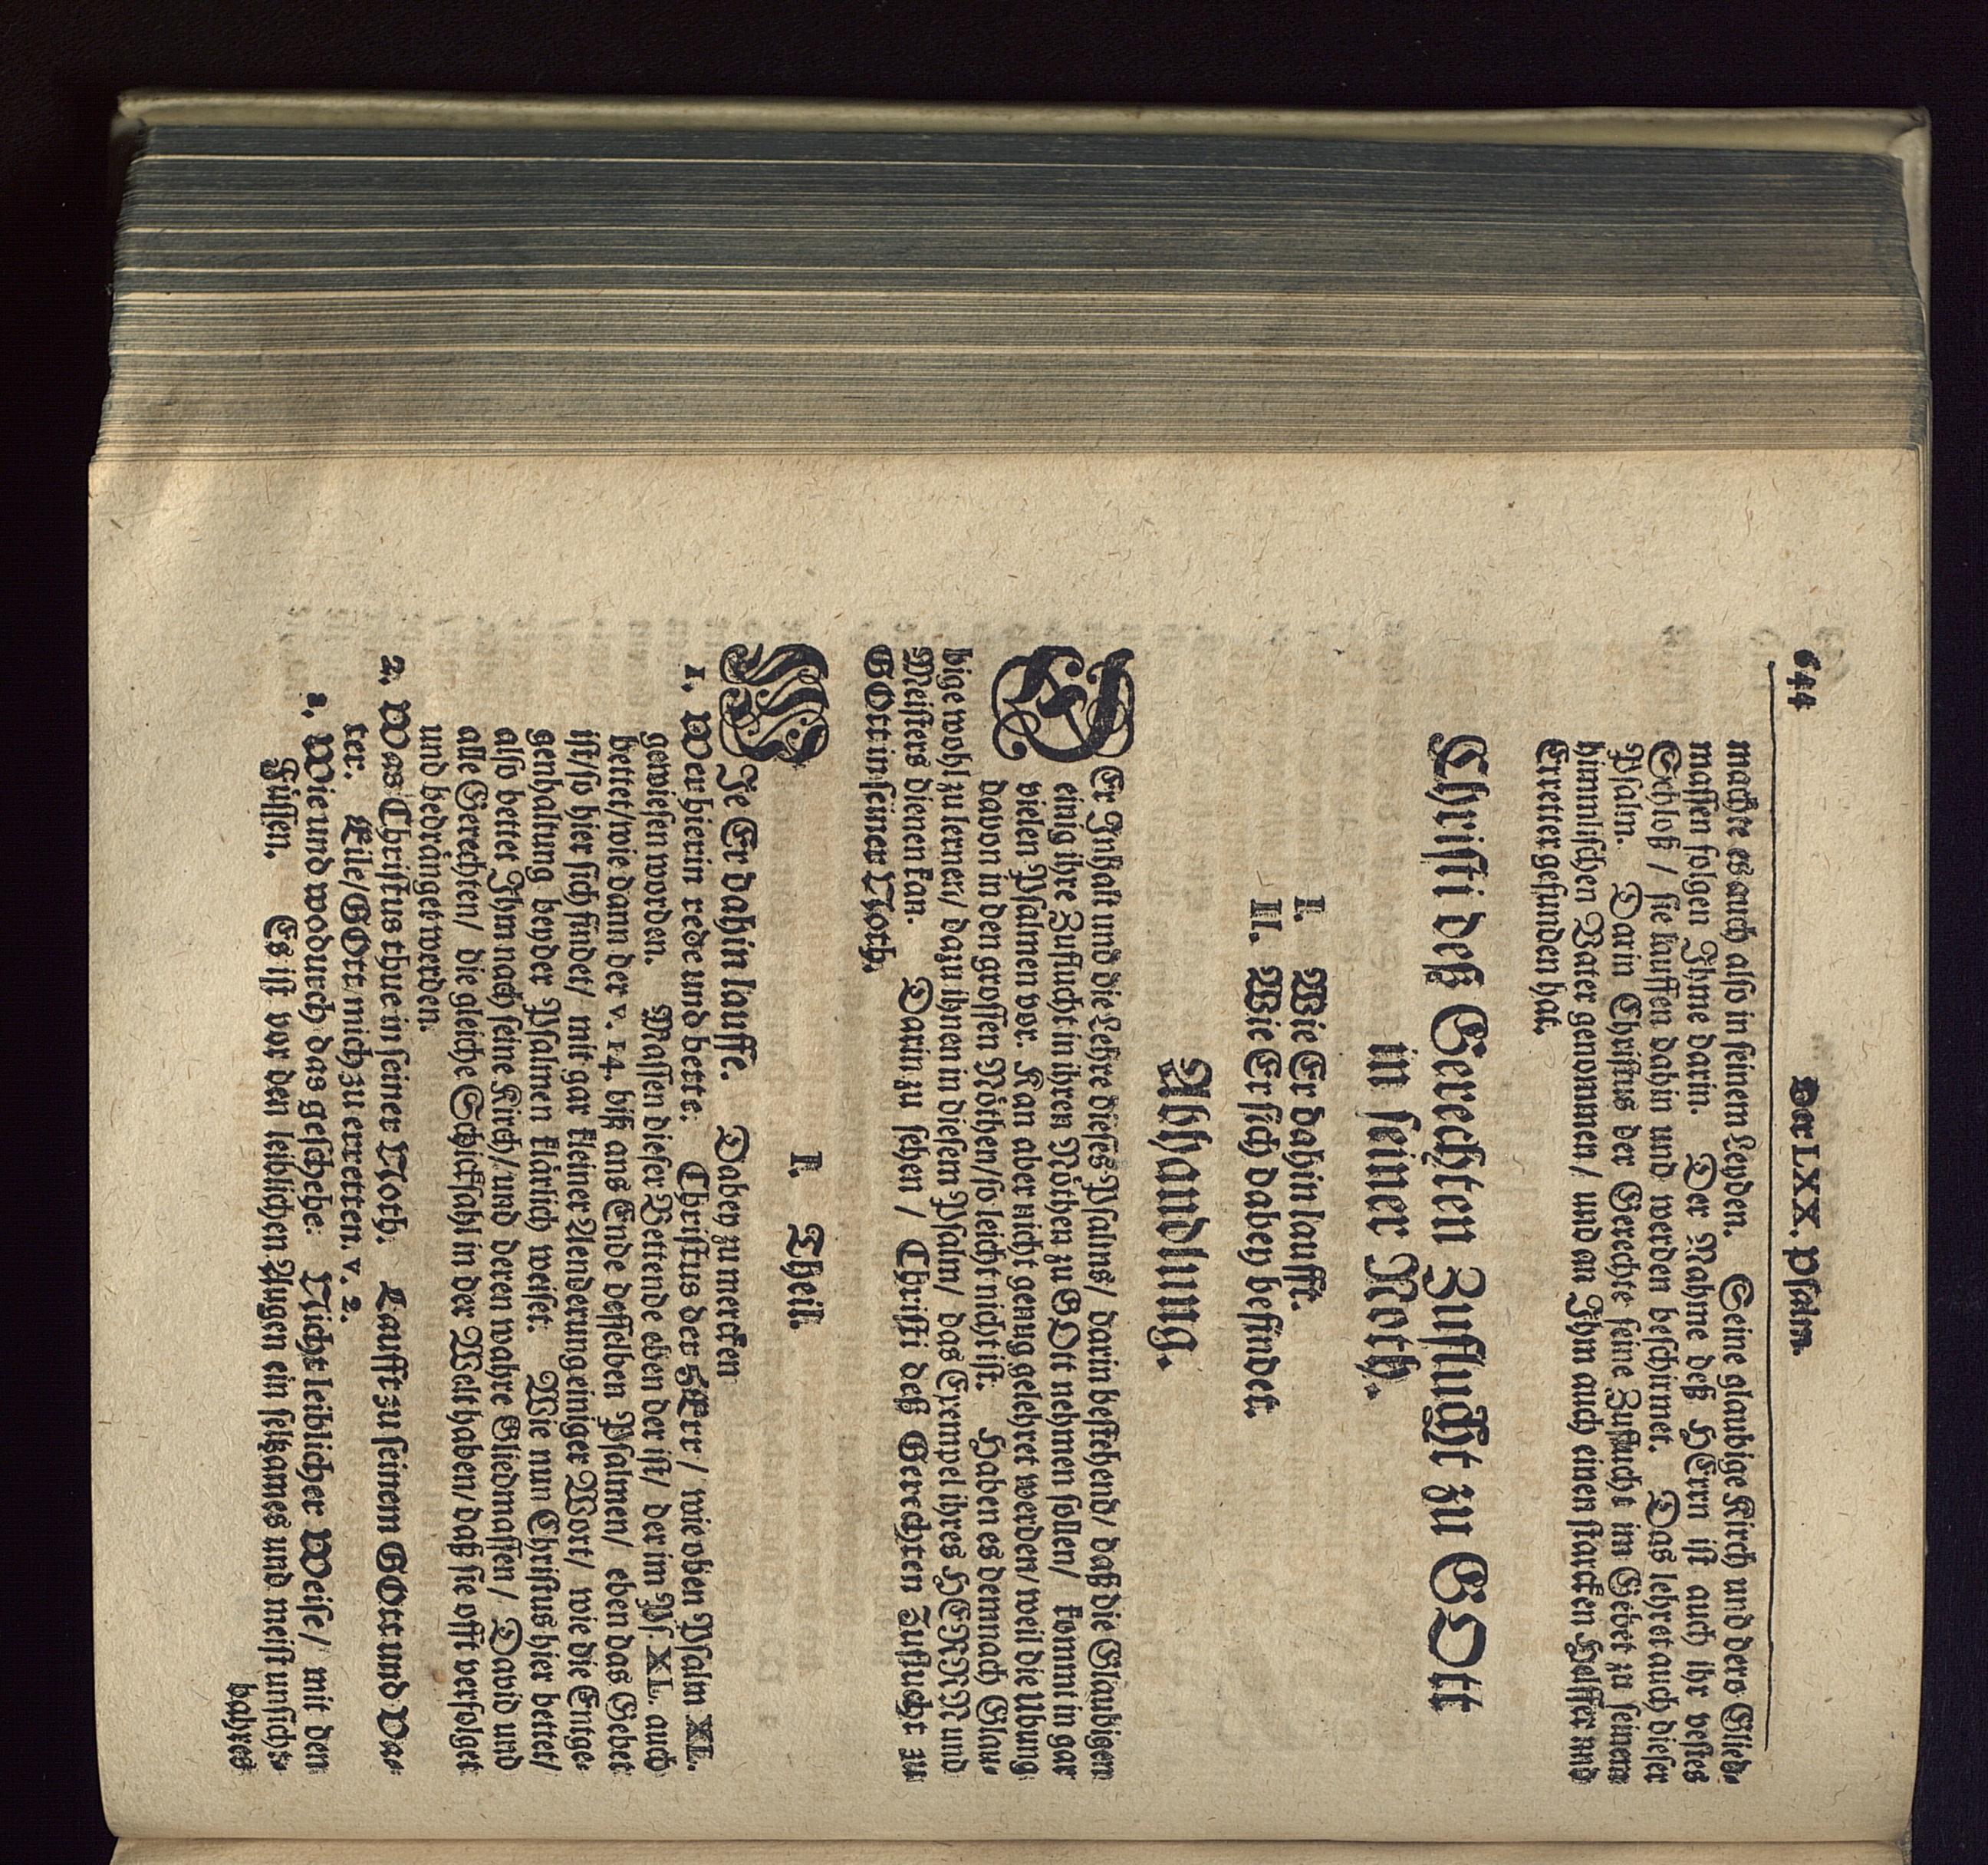 644 Der LXX. Psalm.
machte es auch also in seinem Leyden. Seine glaubige Kirch und dero Glied-
massen folgen Ihme darin. Der Nahme deß HErrn ist auch ihr vestes
Schloß / sie lauffen dahin und werden beschirmet. Das lehret auch dieser
Psalm. Darin Christus der Gerechte seine Zuflucht im Gebet zu seinem
himmlischen Vater genommen / und an Ihm auch einen starcken Helffer und
Erretter gefunden hat.
Christi deß Gerechten Zuflucht zu GOtt
in seiner Noth.
I. Wie Er dahin laufft.
II. Wie Er sich dabey befindet.
Abhandlung.
DEr Inhalt und die Lehre dieses Psalms / darin bestehend / daß die Glaubigen
einig ihre Zuflucht in ihren Nöthen zu GOtt nehmen sollen / kommt in gar
vielen Psalmen vor. Kan aber nicht genug gelehret werden / weil die Ubung
davon in den grossen Nöthen / so leicht nicht ist. Haben es demnach Glau-
bige wohl zu lernen / dazu ihnen in diesem Psalm / das Exempel ihres HERRN und
Meisters dienen kan. Darin zu sehen / Christi deß Gerechten Zuflucht zu
GOtt in seiner Noth.
I. Theil.
WIe Er dahin lauffe. Dabey zu mercken
1. Wer hierin rede und bette: Christus der HErr / wie oben Psalm XL.
gewiesen worden. Massen dieser Bettende eben der ist / der im Ps. XL. auch
bettet / wie dann der v. 14. biß ans Ende desselben Psalmen / eben das Gebet
ist / so hier sich findet / mit gar kleiner Aenderung einiger Wort / wie die Entge-
genhaltung beyder Psalmen klärlich weiset. Wie nun Christus hier bettet /
also bettet Ihm nach seine Kirch / und deren wahre Gliedmassen / David und
alle Gerechten / die gleiche Schicksahl in der Welt haben / daß sie offt verfolget
und bedränget werden.
2. Was Christus thue in seiner Noth: Laufft zu seinem GOtt und Va-
ter. Eile / GOtt mich zu erretten. v. 2.
1. Wie und wodurch das geschehe: Nicht leiblicher Weise / mit den
Füssen. Es ist vor den leiblichen Augen ein seltzames und meist unsicht-
bahres